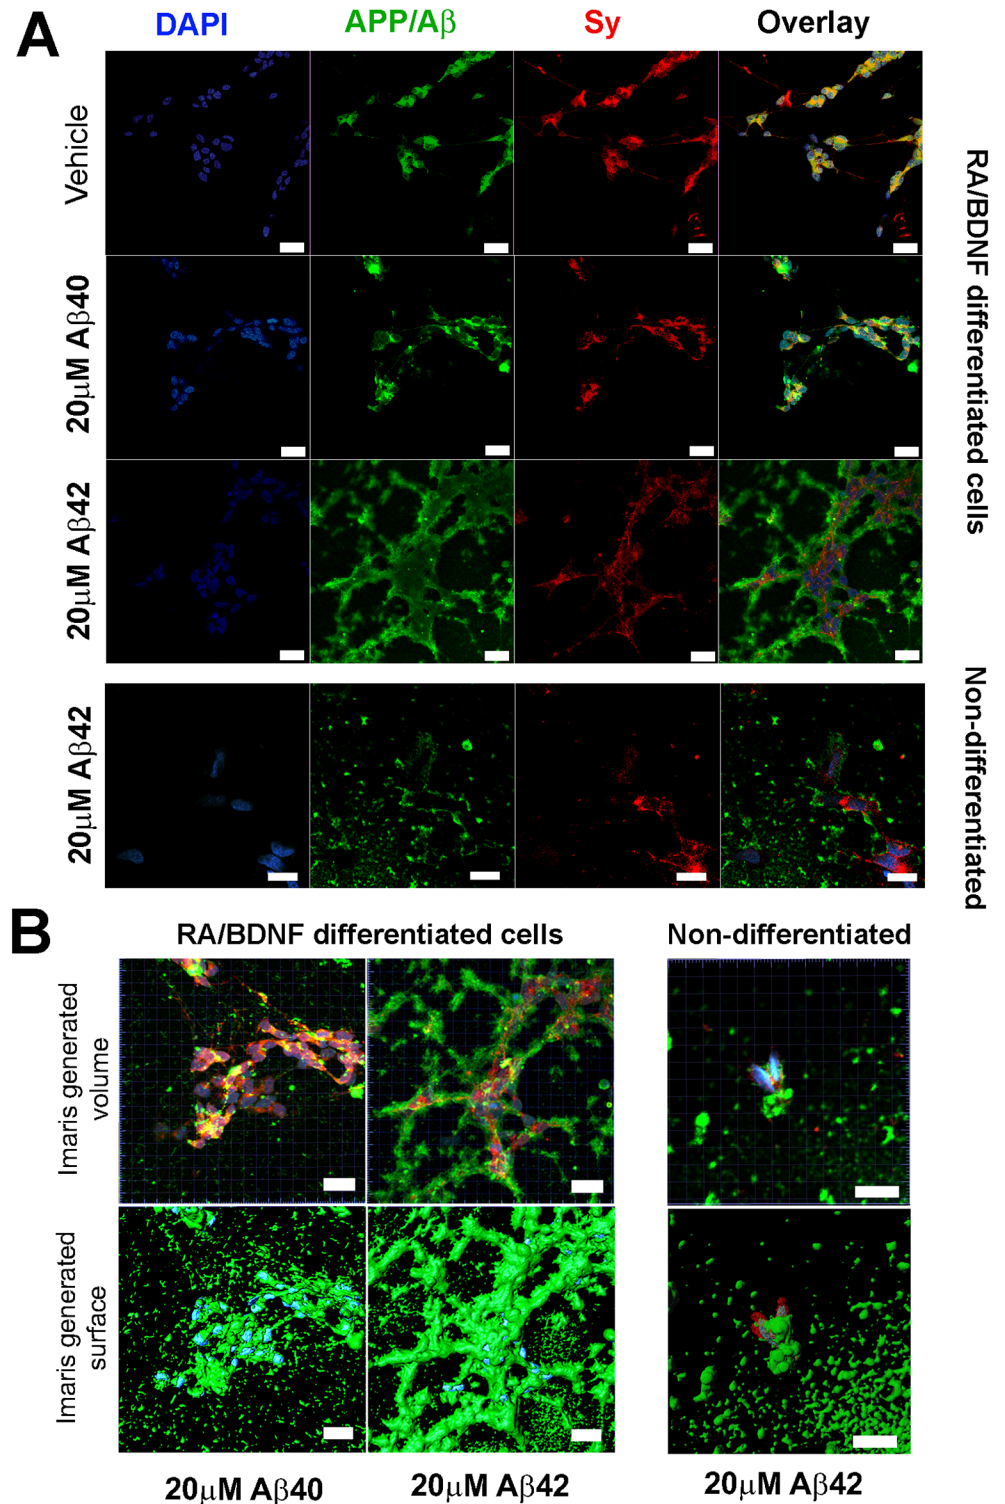 A
DAPI APP/Aβ Sy Overlay
Vehicle
20μM Aβ40
20μM Aβ42
RA/BDNF differentiated cells
20μM Aβ42
Non-differentiated
B
RA/BDNF differentiated cells Non-differentiated
Imaris generated
volume
Imaris generated
surface
20μM Aβ40 20μM Aβ42 20μM Aβ42